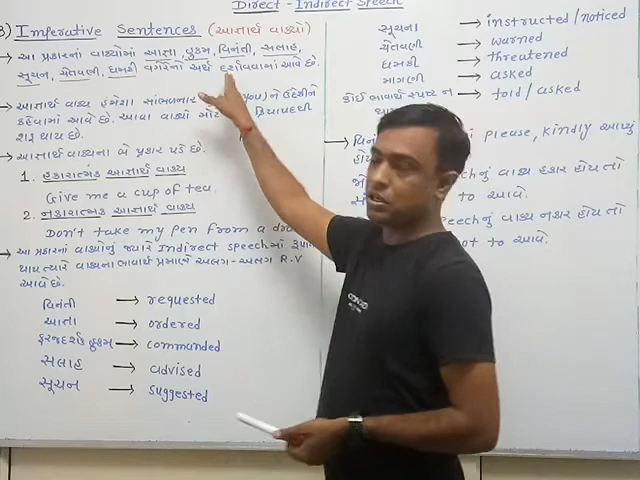 Direct - Indirect Speech
3) Imperative Sentences (આજ્ઞાર્થ વાક્યો)
→ આ પ્રકારનાં વાક્યોમાં આજ્ઞા, હુકમ, વિનંતી, સલાહ,
સૂચન, ચેતવણી, ધમકી વગેરેનો અર્થ દર્શાવવામાં આવે છે.
→ આજ્ઞાર્થ વાક્ય હંમેશા સાંભળનાર (you) ને ઉદ્દેશીને
કહેવામાં આવે છે. આવા વાક્યો ક્રિયાપદથી
શરૂ થાય છે.
→ આજ્ઞાર્થ વાક્યના બે પ્રકાર પડે છે.
1. હકારાત્મક આજ્ઞાર્થ વાક્ય
Give me a cup of tea.
2. નકારાત્મક આજ્ઞાર્થ વાક્ય
Don't take my pen from a
→ આ પ્રકારનાં વાક્યોનું જ્યારે Indirect speechમાં
થાય ત્યારે વાક્યના ભાવાર્થ પ્રમાણે અલગ-અલગ R.V
આવે છે.
વિનંતી → requested
આજ્ઞા → ordered
ફરજદર્શી હુકમ → commanded
સલાહ → advised
સૂચન → suggested
સૂચના → instructed / noticed
ચેતવણી → warned
ધમકી → threatened
માગણી → asked
કોઈ ભાવાર્થ સ્પષ્ટ ન → told / asked
→ please, kindly આવ્યું
હોય
નું વાક્ય હકાર હોય તો
to આવે.
speechનું વાક્ય નકાર હોય તો
not to આવે.